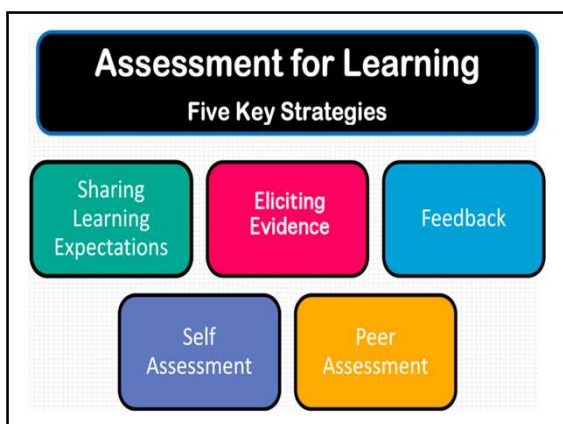 Assessment for Learning
Five Key Strategies
Sharing
Learning
Expectations
Eliciting
Evidence
Feedback
Self
Assessment
Peer
Assessment